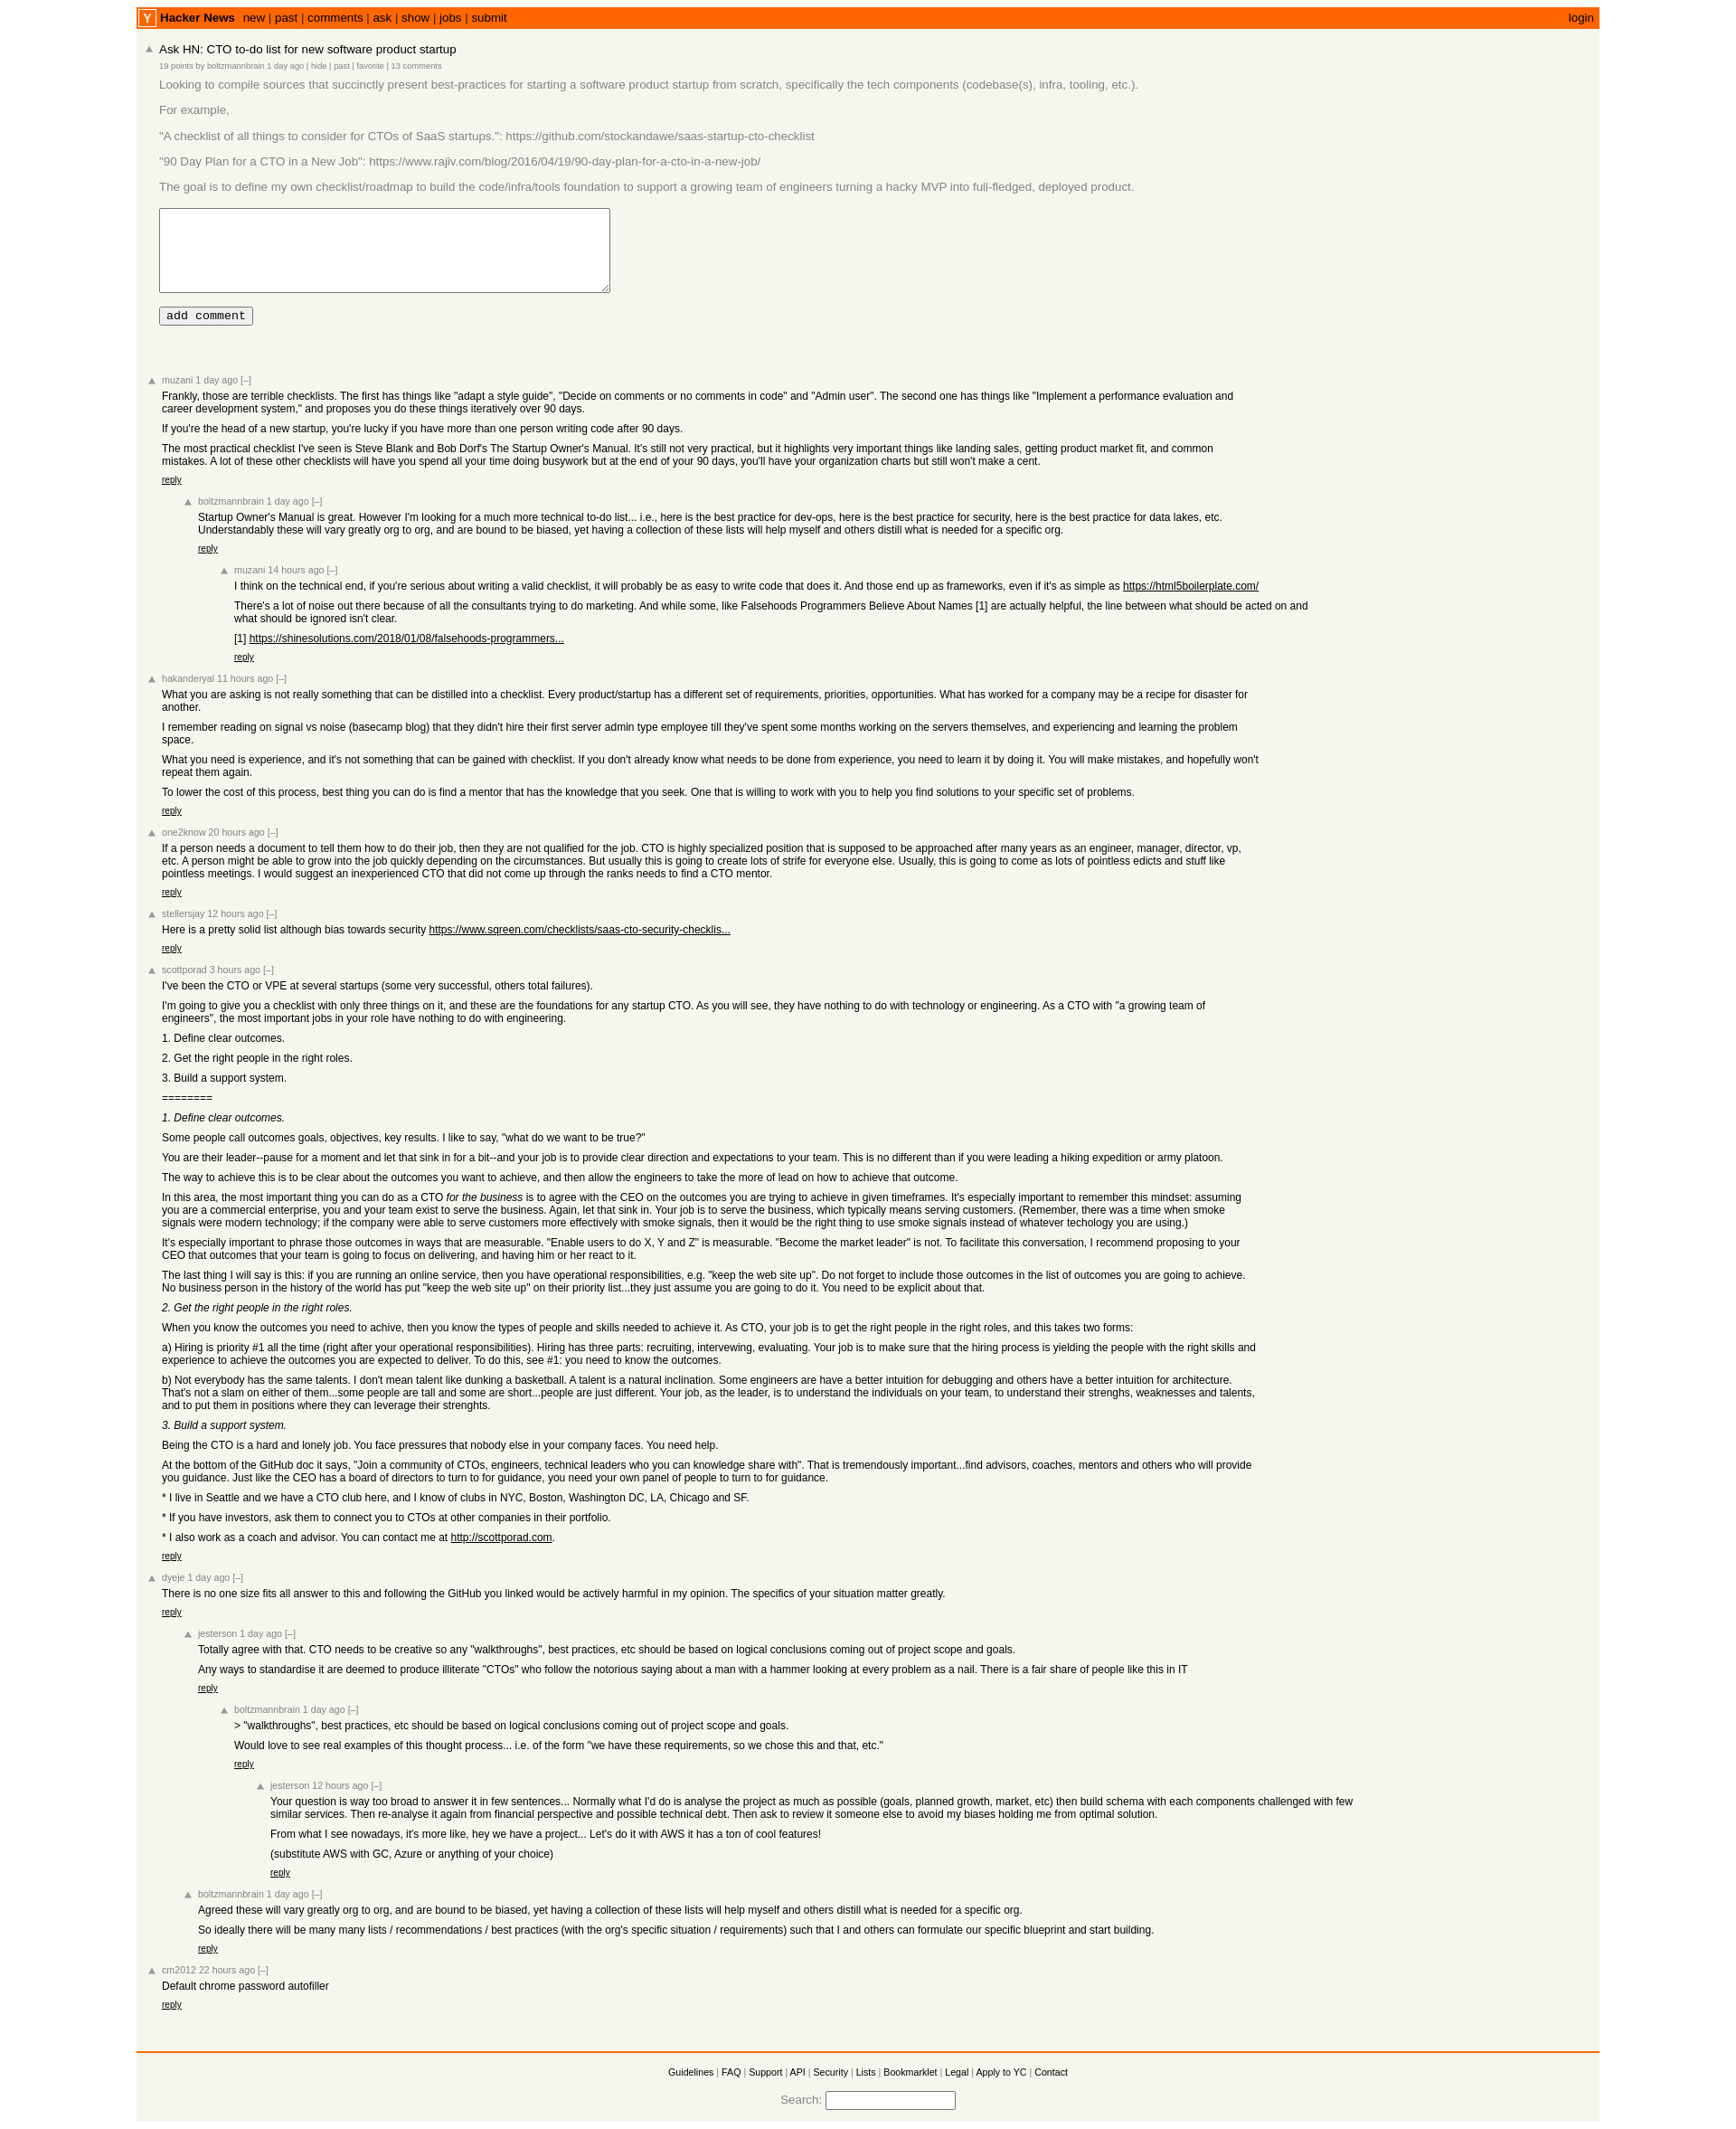 Y Hacker News new | past | comments | ask | show | jobs | submit login
Ask HN: CTO to-do list for new software product startup
19 points by boltzmannbrain 1 day ago | hide | past | favorite | 13 comments
Looking to compile sources that succinctly present best-practices for starting a software product startup from scratch, specifically the tech components (codebase(s), infra, tooling, etc.).
For example,
"A checklist of all things to consider for CTOs of SaaS startups.": https://github.com/stockandawe/saas-startup-cto-checklist
"90 Day Plan for a CTO in a New Job": https://www.rajiv.com/blog/2016/04/19/90-day-plan-for-a-cto-in-a-new-job/
The goal is to define my own checklist/roadmap to build the code/infra/tools foundation to support a growing team of engineers turning a hacky MVP into full-fledged, deployed product.
add comment
muzani 1 day ago [–]
Frankly, those are terrible checklists. The first has things like "adapt a style guide", "Decide on comments or no comments in code" and "Admin user". The second one has things like "Implement a performance evaluation and
career development system," and proposes you do these things iteratively over 90 days.
If you're the head of a new startup, you're lucky if you have more than one person writing code after 90 days.
The most practical checklist I've seen is Steve Blank and Bob Dorf's The Startup Owner's Manual. It's still not very practical, but it highlights very important things like landing sales, getting product market fit, and common
mistakes. A lot of these other checklists will have you spend all your time doing busywork but at the end of your 90 days, you'll have your organization charts but still won't make a cent.
reply
boltzmannbrain 1 day ago [–]
Startup Owner's Manual is great. However I'm looking for a much more technical to-do list... i.e., here is the best practice for dev-ops, here is the best practice for security, here is the best practice for data lakes, etc.
Understandably these will vary greatly org to org, and are bound to be biased, yet having a collection of these lists will help myself and others distill what is needed for a specific org.
reply
muzani 14 hours ago [–]
I think on the technical end, if you're serious about writing a valid checklist, it will probably be as easy to write code that does it. And those end up as frameworks, even if it's as simple as https://html5boilerplate.com/
There's a lot of noise out there because of all the consultants trying to do marketing. And while some, like Falsehoods Programmers Believe About Names [1] are actually helpful, the line between what should be acted on and
what should be ignored isn't clear.
[1] https://shinesolutions.com/2018/01/08/falsehoods-programmers...
reply
hakanderyal 11 hours ago [–]
What you are asking is not really something that can be distilled into a checklist. Every product/startup has a different set of requirements, priorities, opportunities. What has worked for a company may be a recipe for disaster for
another.
I remember reading on signal vs noise (basecamp blog) that they didn't hire their first server admin type employee till they've spent some months working on the servers themselves, and experiencing and learning the problem
space.
What you need is experience, and it's not something that can be gained with checklist. If you don't already know what needs to be done from experience, you need to learn it by doing it. You will make mistakes, and hopefully won't
repeat them again.
To lower the cost of this process, best thing you can do is find a mentor that has the knowledge that you seek. One that is willing to work with you to help you find solutions to your specific set of problems.
reply
one2know 20 hours ago [–]
If a person needs a document to tell them how to do their job, then they are not qualified for the job. CTO is highly specialized position that is supposed to be approached after many years as an engineer, manager, director, vp,
etc. A person might be able to grow into the job quickly depending on the circumstances. But usually this is going to create lots of strife for everyone else. Usually, this is going to come as lots of pointless edicts and stuff like
pointless meetings. I would suggest an inexperienced CTO that did not come up through the ranks needs to find a CTO mentor.
reply
stellersjay 12 hours ago [–]
Here is a pretty solid list although bias towards security https://www.sqreen.com/checklists/saas-cto-security-checklis...
reply
scottporad 3 hours ago [–]
I've been the CTO or VPE at several startups (some very successful, others total failures).
I'm going to give you a checklist with only three things on it, and these are the foundations for any startup CTO. As you will see, they have nothing to do with technology or engineering. As a CTO with "a growing team of
engineers", the most important jobs in your role have nothing to do with engineering.
1. Define clear outcomes.
2. Get the right people in the right roles.
3. Build a support system.
========
1. Define clear outcomes.
Some people call outcomes goals, objectives, key results. I like to say, "what do we want to be true?"
You are their leader--pause for a moment and let that sink in for a bit--and your job is to provide clear direction and expectations to your team. This is no different than if you were leading a hiking expedition or army platoon.
The way to achieve this is to be clear about the outcomes you want to achieve, and then allow the engineers to take the more of lead on how to achieve that outcome.
In this area, the most important thing you can do as a CTO for the business is to agree with the CEO on the outcomes you are trying to achieve in given timeframes. It's especially important to remember this mindset: assuming
you are a commercial enterprise, you and your team exist to serve the business. Again, let that sink in. Your job is to serve the business, which typically means serving customers. (Remember, there was a time when smoke
signals were modern technology; if the company were able to serve customers more effectively with smoke signals, then it would be the right thing to use smoke signals instead of whatever techology you are using.)
It's especially important to phrase those outcomes in ways that are measurable. "Enable users to do X, Y and Z" is measurable. "Become the market leader" is not. To facilitate this conversation, I recommend proposing to your
CEO that outcomes that your team is going to focus on delivering, and having him or her react to it.
The last thing I will say is this: if you are running an online service, then you have operational responsibilities, e.g. "keep the web site up". Do not forget to include those outcomes in the list of outcomes you are going to achieve.
No business person in the history of the world has put "keep the web site up" on their priority list...they just assume you are going to do it. You need to be explicit about that.
2. Get the right people in the right roles.
When you know the outcomes you need to achive, then you know the types of people and skills needed to achieve it. As CTO, your job is to get the right people in the right roles, and this takes two forms:
a) Hiring is priority #1 all the time (right after your operational responsibilities). Hiring has three parts: recruiting, intervewing, evaluating. Your job is to make sure that the hiring process is yielding the people with the right skills and
experience to achieve the outcomes you are expected to deliver. To do this, see #1: you need to know the outcomes.
b) Not everybody has the same talents. I don't mean talent like dunking a basketball. A talent is a natural inclination. Some engineers are have a better intuition for debugging and others have a better intuition for architecture.
That's not a slam on either of them...some people are tall and some are short...people are just different. Your job, as the leader, is to understand the individuals on your team, to understand their strenghs, weaknesses and talents,
and to put them in positions where they can leverage their strenghts.
3. Build a support system.
Being the CTO is a hard and lonely job. You face pressures that nobody else in your company faces. You need help.
At the bottom of the GitHub doc it says, "Join a community of CTOs, engineers, technical leaders who you can knowledge share with". That is tremendously important...find advisors, coaches, mentors and others who will provide
you guidance. Just like the CEO has a board of directors to turn to for guidance, you need your own panel of people to turn to for guidance.
* I live in Seattle and we have a CTO club here, and I know of clubs in NYC, Boston, Washington DC, LA, Chicago and SF.
* If you have investors, ask them to connect you to CTOs at other companies in their portfolio.
* I also work as a coach and advisor. You can contact me at http://scottporad.com.
reply
dyeje 1 day ago [–]
There is no one size fits all answer to this and following the GitHub you linked would be actively harmful in my opinion. The specifics of your situation matter greatly.
reply
jesterson 1 day ago [–]
Totally agree with that. CTO needs to be creative so any "walkthroughs", best practices, etc should be based on logical conclusions coming out of project scope and goals.
Any ways to standardise it are deemed to produce illiterate "CTOs" who follow the notorious saying about a man with a hammer looking at every problem as a nail. There is a fair share of people like this in IT
reply
boltzmannbrain 1 day ago [–]
> "walkthroughs", best practices, etc should be based on logical conclusions coming out of project scope and goals.
Would love to see real examples of this thought process... i.e. of the form "we have these requirements, so we chose this and that, etc."
reply
jesterson 12 hours ago [–]
Your question is way too broad to answer it in few sentences... Normally what I'd do is analyse the project as much as possible (goals, planned growth, market, etc) then build schema with each components challenged with few
similar services. Then re-analyse it again from financial perspective and possible technical debt. Then ask to review it someone else to avoid my biases holding me from optimal solution.
From what I see nowadays, it's more like, hey we have a project... Let's do it with AWS it has a ton of cool features!
(substitute AWS with GC, Azure or anything of your choice)
reply
boltzmannbrain 1 day ago [–]
Agreed these will vary greatly org to org, and are bound to be biased, yet having a collection of these lists will help myself and others distill what is needed for a specific org.
So ideally there will be many many lists / recommendations / best practices (with the org's specific situation / requirements) such that I and others can formulate our specific blueprint and start building.
reply
cm2012 22 hours ago [–]
Default chrome password autofiller
reply
Guidelines | FAQ | Support | API | Security | Lists | Bookmarklet | Legal | Apply to YC | Contact
Search: